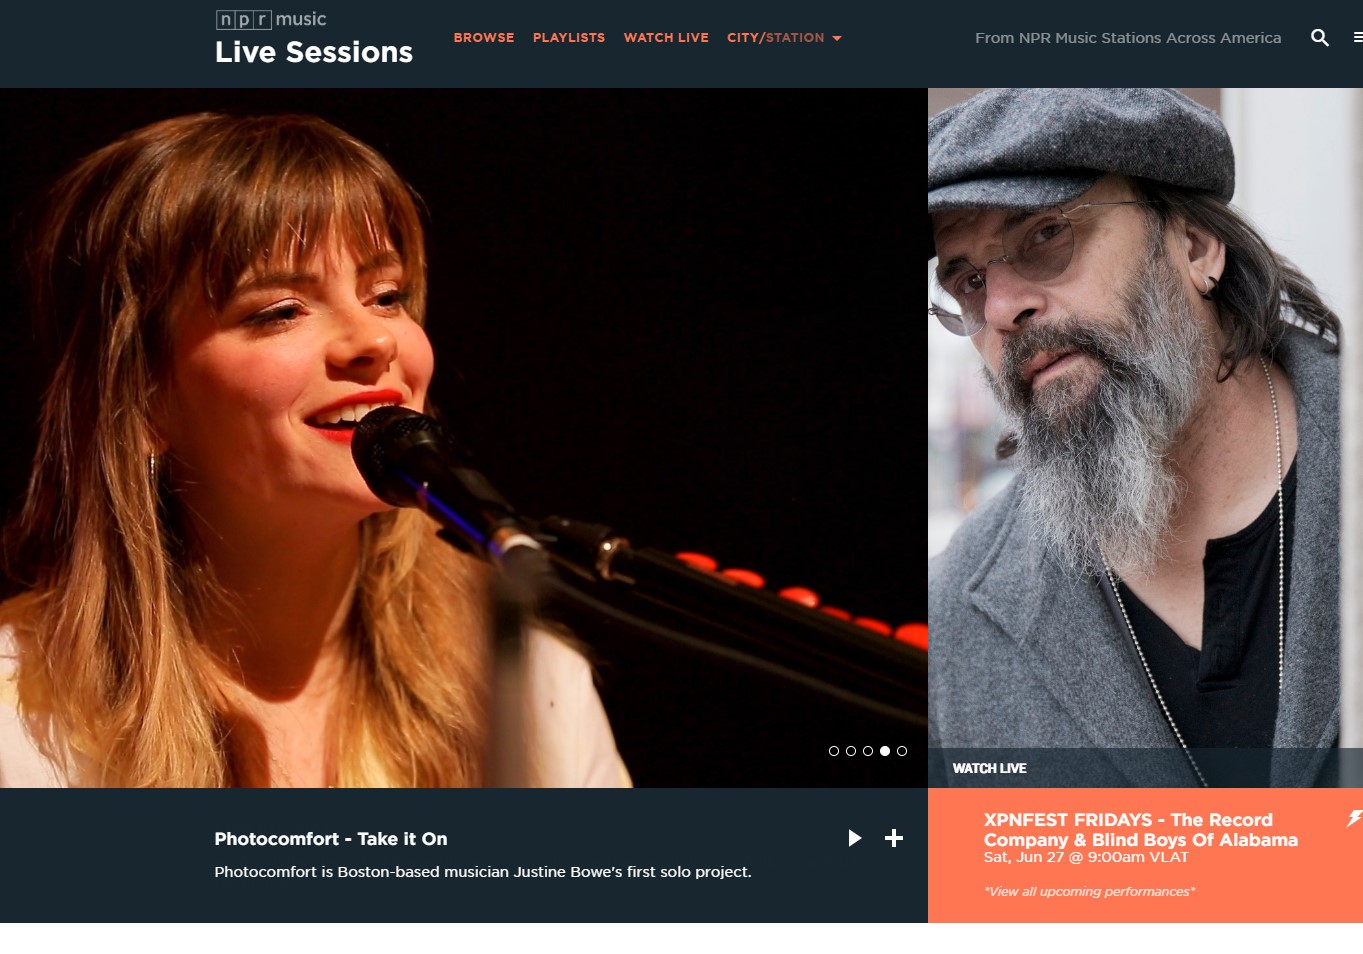 npr music
Live Sessions
BROWSE PLAYLISTS WATCH LIVE CITY/STATION
From NPR Music Stations Across America
WATCH LIVE
Photocomfort - Take it On
Photocomfort is Boston-based musician Justine Bowe's first solo project.
XPNFEST FRIDAYS - The Record
Company & Blind Boys Of Alabama
Sat, Jun 27 @ 9:00am VLAT
*View all upcoming performances*